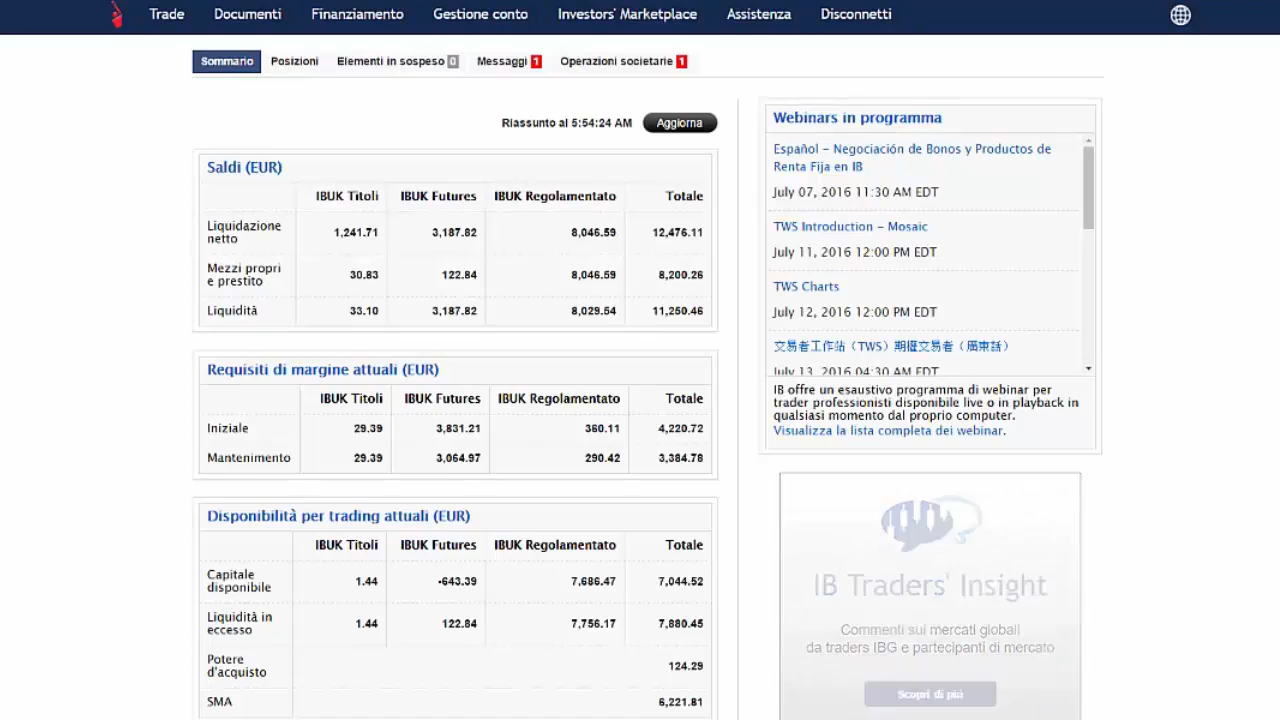 Trade Documenti Finanziamento Gestione conto Investors' Marketplace Assistenza Disconnetti
Sommario Posizioni Elementi in sospeso 0 Messaggi 1 Operazioni societarie 1
Riassunto al 5:54:24 AM Aggiorna
Saldi (EUR)
IBUK Titoli IBUK Futures IBUK Regolamentato Totale
Liquidazione netto 1,241.71 3,187.82 8,046.59 12,476.11
Mezzi propri e prestito 30.83 122.84 8,046.59 8,200.26
Liquidità 33.10 3,187.82 8,029.54 11,250.46
Requisiti di margine attuali (EUR)
IBUK Titoli IBUK Futures IBUK Regolamentato Totale
Iniziale 29.39 3,831.21 360.11 4,220.72
Mantenimento 29.39 3,064.97 290.42 3,384.78
Disponibilità per trading attuali (EUR)
IBUK Titoli IBUK Futures IBUK Regolamentato Totale
Capitale disponibile 1.44 -643.39 7,686.47 7,044.52
Liquidità in eccesso 1.44 122.84 7,756.17 7,880.45
Potere d'acquisto 124.29
SMA 6,221.81
Webinars in programma
Español - Negociación de Bonos y Productos de
Renta Fija en IB
July 07, 2016 11:30 AM EDT
TWS Introduction - Mosaic
July 11, 2016 12:00 PM EDT
TWS Charts
July 12, 2016 12:00 PM EDT
交易者工作站（TWS）期權交易者（廣東話）
July 13, 2016 04:30 AM EDT
IB offre un esaustivo programma di webinar per
trader professionisti disponibile live o in playback in
qualsiasi momento dal proprio computer.
Visualizza la lista completa dei webinar.
IB Traders' Insight
Commenti sui mercati globali
da traders IBG e partecipanti di mercato
Scopri di più